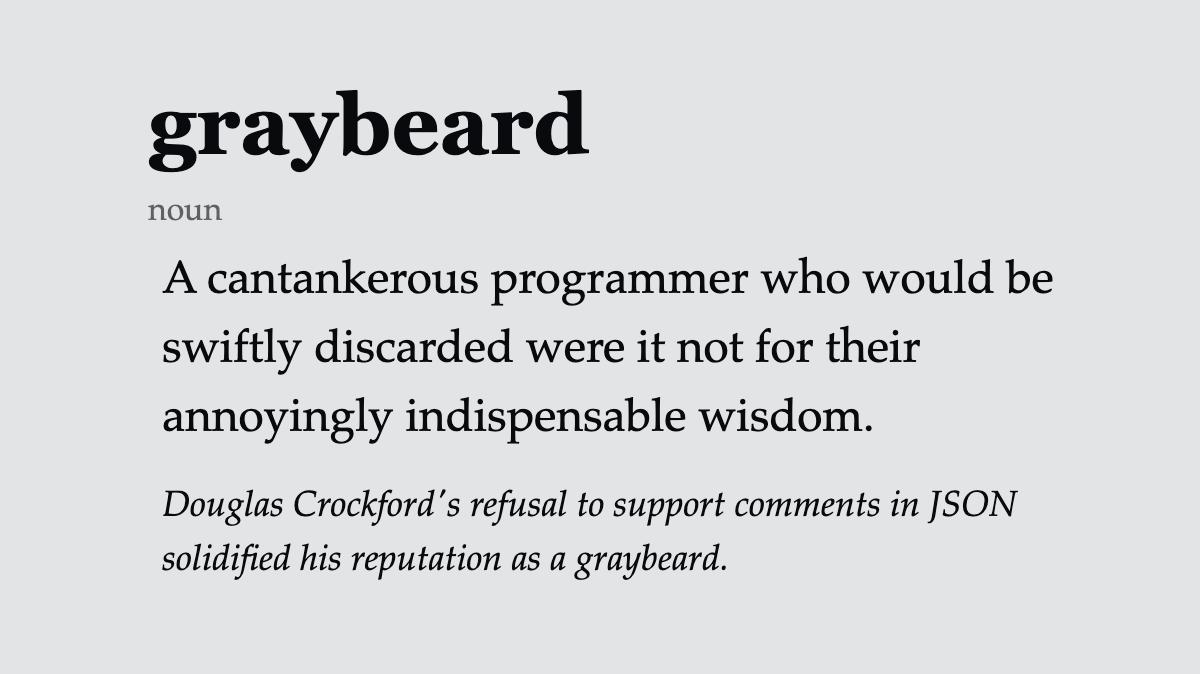 graybeard
noun
A cantankerous programmer who would be
swiftly discarded were it not for their
annoyingly indispensable wisdom.
Douglas Crockford's refusal to support comments in JSON
solidified his reputation as a graybeard.